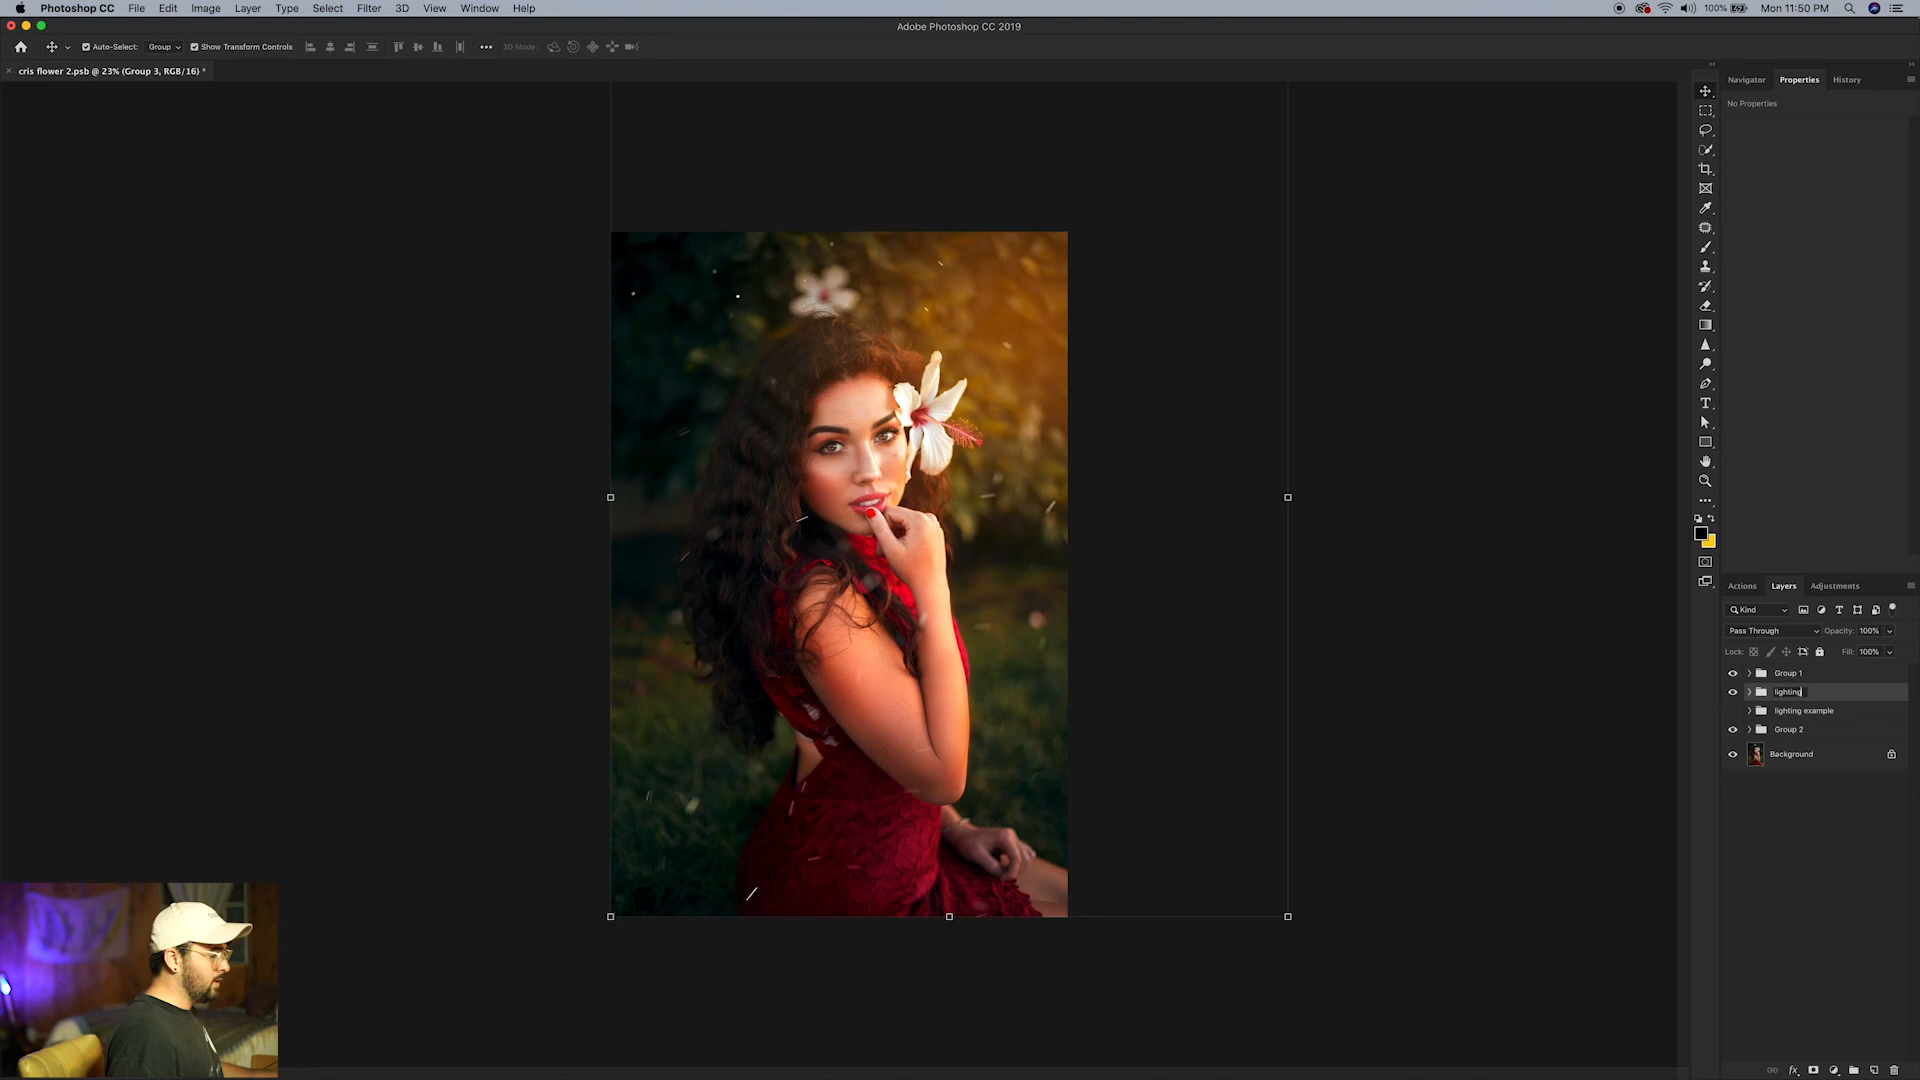 Photoshop CC File Edit Image Layer Type Select Filter 3D View Window Help 100% Mon 11:50 PM
Adobe Photoshop CC 2019
Auto-Select: Group Show Transform Controls 3D Mode:
cris flower 2.psb @ 23% (Group 3, RGB/16) *
Navigator Properties History
No Properties
Actions Layers Adjustments
Kind
Pass Through Opacity: 100%
Lock: Fill: 100%
Group 1
lighting
lighting example
Group 2
Background